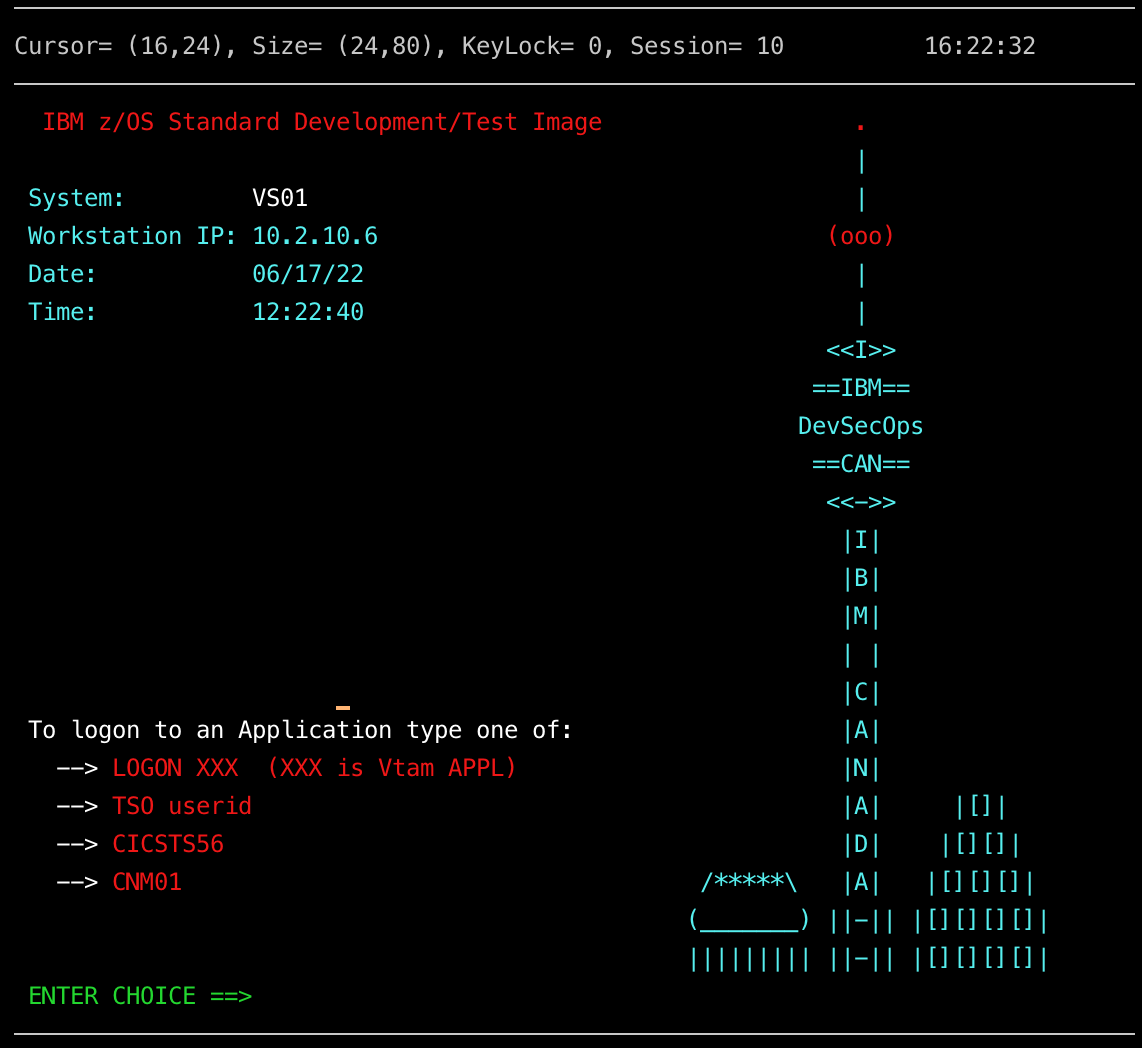 Cursor= (16,24), Size= (24,80), KeyLock= 0, Session= 10          16:22:32
  IBM z/OS Standard Development/Test Image                  .
                                                            |
 System:         VS01                                       |
 Workstation IP: 10.2.10.6                                (ooo)
 Date:           06/17/22                                   |
 Time:           12:22:40                                   |
                                                          <<I>>
                                                         ==IBM==
                                                        DevSecOps
                                                         ==CAN==
                                                          <<->>
                                                           |I|
                                                           |B|
                                                           |M|
                                                           | |
                                                           |C|
 To logon to an Application type one of:                   |A|
   --> LOGON XXX  (XXX is Vtam APPL)                       |N|
   --> TSO userid                                          |A|     |[]|
   --> CICSTS56                                            |D|    |[][]|
   --> CNM01                                     /*****\   |A|   |[][][]|
                                                (_______) ||-|| |[][][][]|
                                                ||||||||| ||-|| |[][][][]|
 ENTER CHOICE ==>